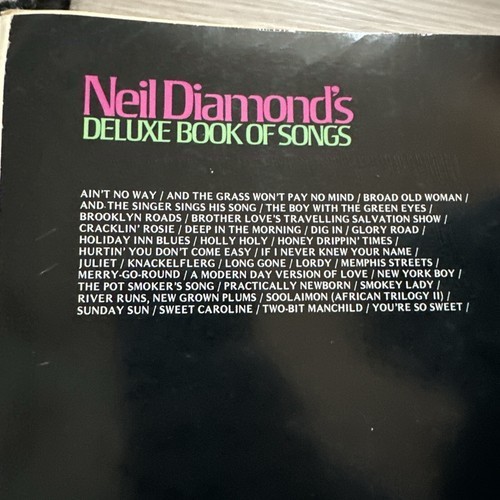 Neil Diamond's
DELUXE BOOK OF SONGS
AIN'T NO WAY / AND THE GRASS WON'T PAY NO MIND / BROAD OLD WOMAN /
AND THE SINGER SINGS HIS SONG / THE BOY WITH THE GREEN EYES /
BROOKLYN ROADS / BROTHER LOVE'S TRAVELLING SALVATION SHOW /
CRACKLIN' ROSIE / DEEP IN THE MORNING / DIG IN / GLORY ROAD /
HOLIDAY INN BLUES / HOLLY HOLY / HONEY DRIPPIN' TIMES /
HURTIN' YOU DON'T COME EASY / IF I NEVER KNEW YOUR NAME /
JULIET / KNACKELFLERG / LONG GONE / LORDY / MEMPHIS STREETS /
MERRY-GO-ROUND / A MODERN DAY VERSION OF LOVE / NEW YORK BOY /
THE POT SMOKER'S SONG / PRACTICALLY NEWBORN / SMOKEY LADY /
RIVER RUNS, NEW GROWN PLUMS / SOOLAIMON (AFRICAN TRILOGY II) /
SUNDAY SUN / SWEET CAROLINE / TWO-BIT MANCHILD / YOU'RE SO SWEET /